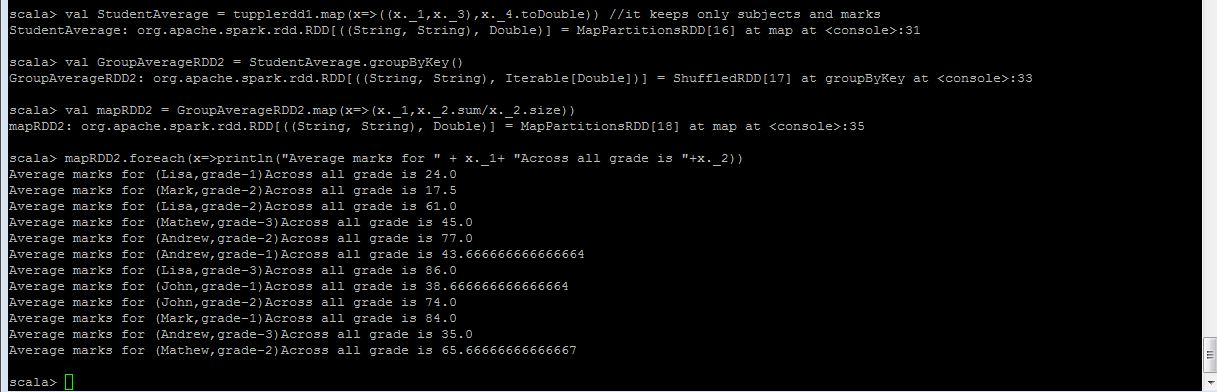 scala> val StudentAverage = tupplerdd1.map(x=>((x._1,x._3),x._4.toDouble)) //it keeps only subjects and marks
StudentAverage: org.apache.spark.rdd.RDD[((String, String), Double)] = MapPartitionsRDD[16] at map at <console>:31
scala> val GroupAverageRDD2 = StudentAverage.groupByKey()
GroupAverageRDD2: org.apache.spark.rdd.RDD[((String, String), Iterable[Double])] = ShuffledRDD[17] at groupByKey at <console>:33
scala> val mapRDD2 = GroupAverageRDD2.map(x=>(x._1,x._2.sum/x._2.size))
mapRDD2: org.apache.spark.rdd.RDD[((String, String), Double)] = MapPartitionsRDD[18] at map at <console>:35
scala> mapRDD2.foreach(x=>println("Average marks for " + x._1+ "Across all grade is "+x._2))
Average marks for (Lisa,grade-1)Across all grade is 24.0
Average marks for (Mark,grade-2)Across all grade is 17.5
Average marks for (Lisa,grade-2)Across all grade is 61.0
Average marks for (Mathew,grade-3)Across all grade is 45.0
Average marks for (Andrew,grade-2)Across all grade is 77.0
Average marks for (Andrew,grade-1)Across all grade is 43.666666666666664
Average marks for (Lisa,grade-3)Across all grade is 86.0
Average marks for (John,grade-1)Across all grade is 38.666666666666664
Average marks for (John,grade-2)Across all grade is 74.0
Average marks for (Mark,grade-1)Across all grade is 84.0
Average marks for (Andrew,grade-3)Across all grade is 35.0
Average marks for (Mathew,grade-2)Across all grade is 65.66666666666667
scala>